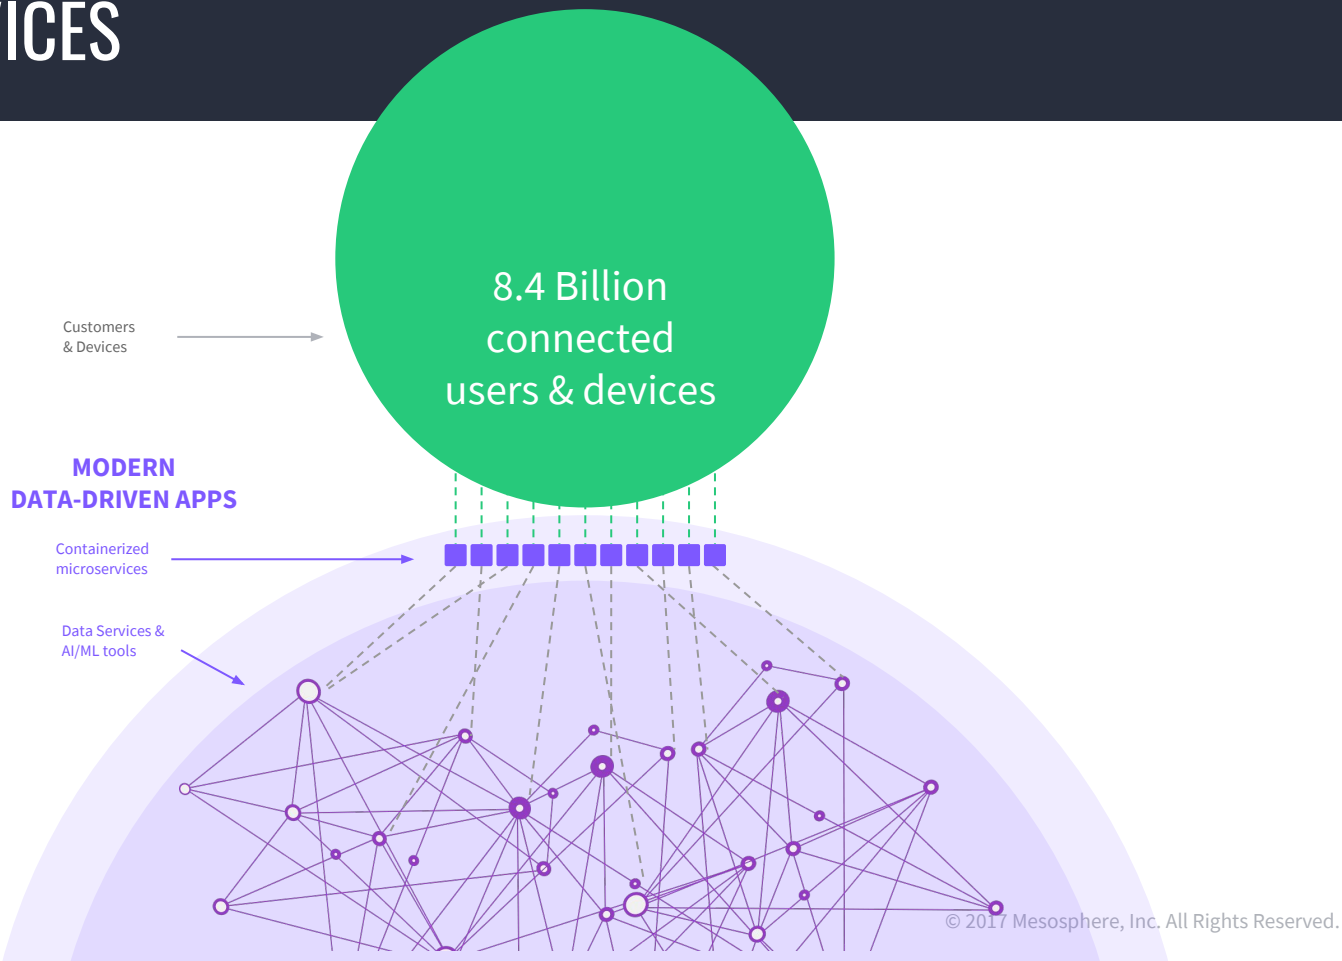 VICES
8.4 Billion
connected
users & devices
Customers
& Devices
MODERN
DATA-DRIVEN APPS
Containerized
microservices
Data Services &
AI/ML tools
© 2017 Mesosphere, Inc. All Rights Reserved.